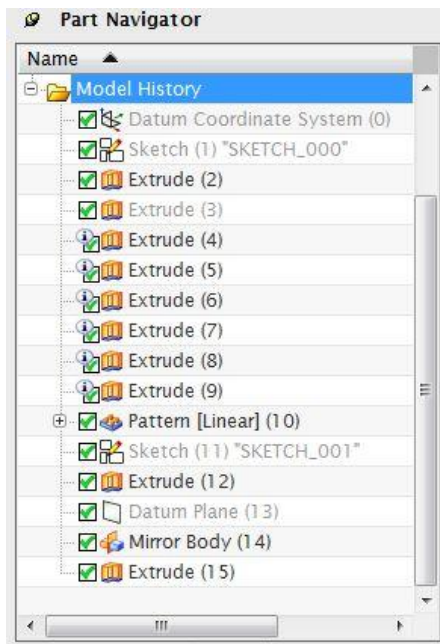 Part Navigator
Name
Model History
Datum Coordinate System (0)
Sketch (1) "SKETCH_000"
Extrude (2)
Extrude (3)
Extrude (4)
Extrude (5)
Extrude (6)
Extrude (7)
Extrude (8)
Extrude (9)
Pattern [Linear] (10)
Sketch (11) "SKETCH_001"
Extrude (12)
Datum Plane (13)
Mirror Body (14)
Extrude (15)